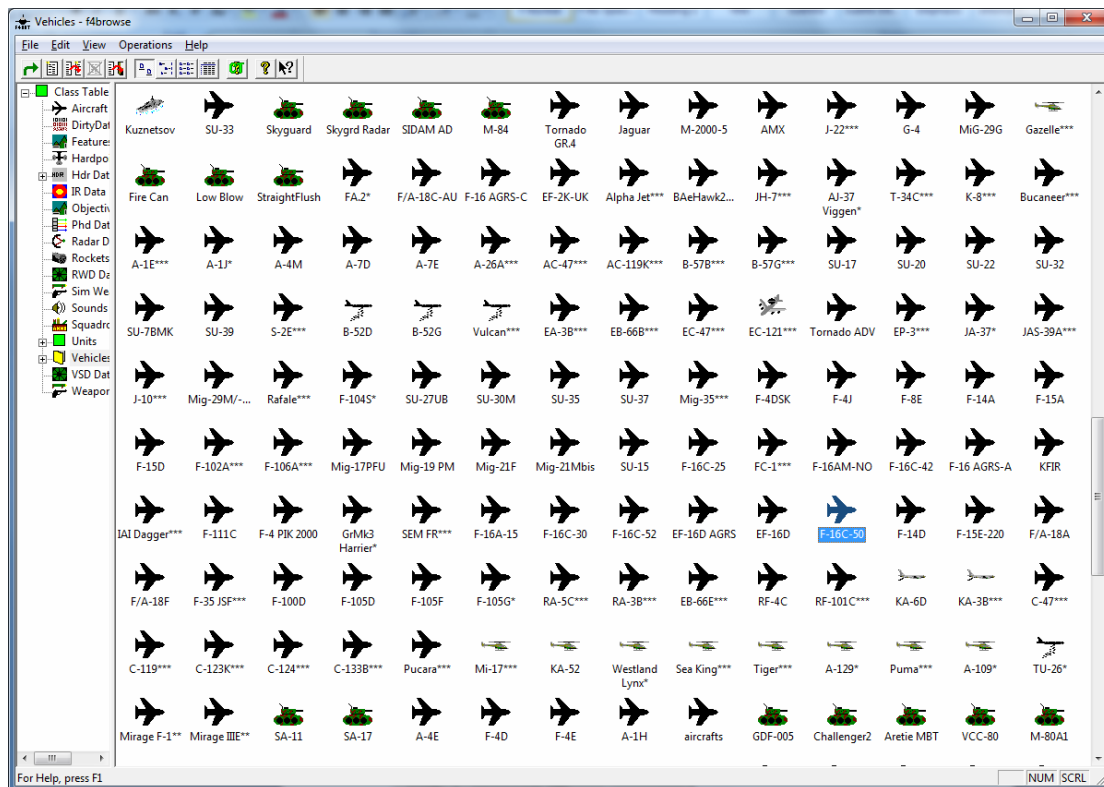 Vehicles - f4browse
File Edit View Operations Help
Class Table
Aircraft
DirtyDat
Features
Hardpo
Hdr Dat
IR Data
Objectiv
Phd Dat
Radar D
Rockets
RWD Da
Sim We
Sounds
Squadro
Units
Vehicles
VSD Dat
Weapor
Kuznetsov SU-33 Skyguard Skygrd Radar SIDAM AD M-84 Tornado GR.4 Jaguar M-2000-5 AMX J-22*** G-4 MiG-29G Gazelle***
Fire Can Low Blow StraightFlush FA.2* F/A-18C-AU F-16 AGRS-C EF-2K-UK Alpha Jet*** BAeHawk2... JH-7*** AJ-37 Viggen* T-34C*** K-8*** Bucaneer***
A-1E*** A-1J* A-4M A-7D A-7E A-26A*** AC-47*** AC-119K*** B-57B*** B-57G*** SU-17 SU-20 SU-22 SU-32
SU-7BMK SU-39 S-2E*** B-52D B-52G Vulcan*** EA-3B*** EB-66B*** EC-47*** EC-121*** Tornado ADV EP-3*** JA-37* JAS-39A***
J-10*** Mig-29M/-... Rafale*** F-104S* SU-27UB SU-30M SU-35 SU-37 Mig-35*** F-4DSK F-4J F-8E F-14A F-15A
F-15D F-102A*** F-106A*** Mig-17PFU Mig-19 PM Mig-21F Mig-21Mbis SU-15 F-16C-25 FC-1*** F-16AM-NO F-16C-42 F-16 AGRS-A KFIR
IAI Dagger*** F-111C F-4 PIK 2000 GrMk3 Harrier* SEM FR*** F-16A-15 F-16C-30 F-16C-52 EF-16D AGRS EF-16D F-16C-50 F-14D F-15E-220 F/A-18A
F/A-18F F-35 JSF*** F-100D F-105D F-105F F-105G* RA-5C*** RA-3B*** EB-66E*** RF-4C RF-101C*** KA-6D KA-3B*** C-47***
C-119*** C-123K*** C-124*** C-133B*** Pucara*** Mi-17*** KA-52 Westland Lynx* Sea King*** Tiger*** A-129* Puma*** A-109* TU-26*
Mirage F-1** Mirage IIIE** SA-11 SA-17 A-4E F-4D F-4E A-1H aircrafts GDF-005 Challenger2 Aretie MBT VCC-80 M-80A1
For Help, press F1
NUM SCRL